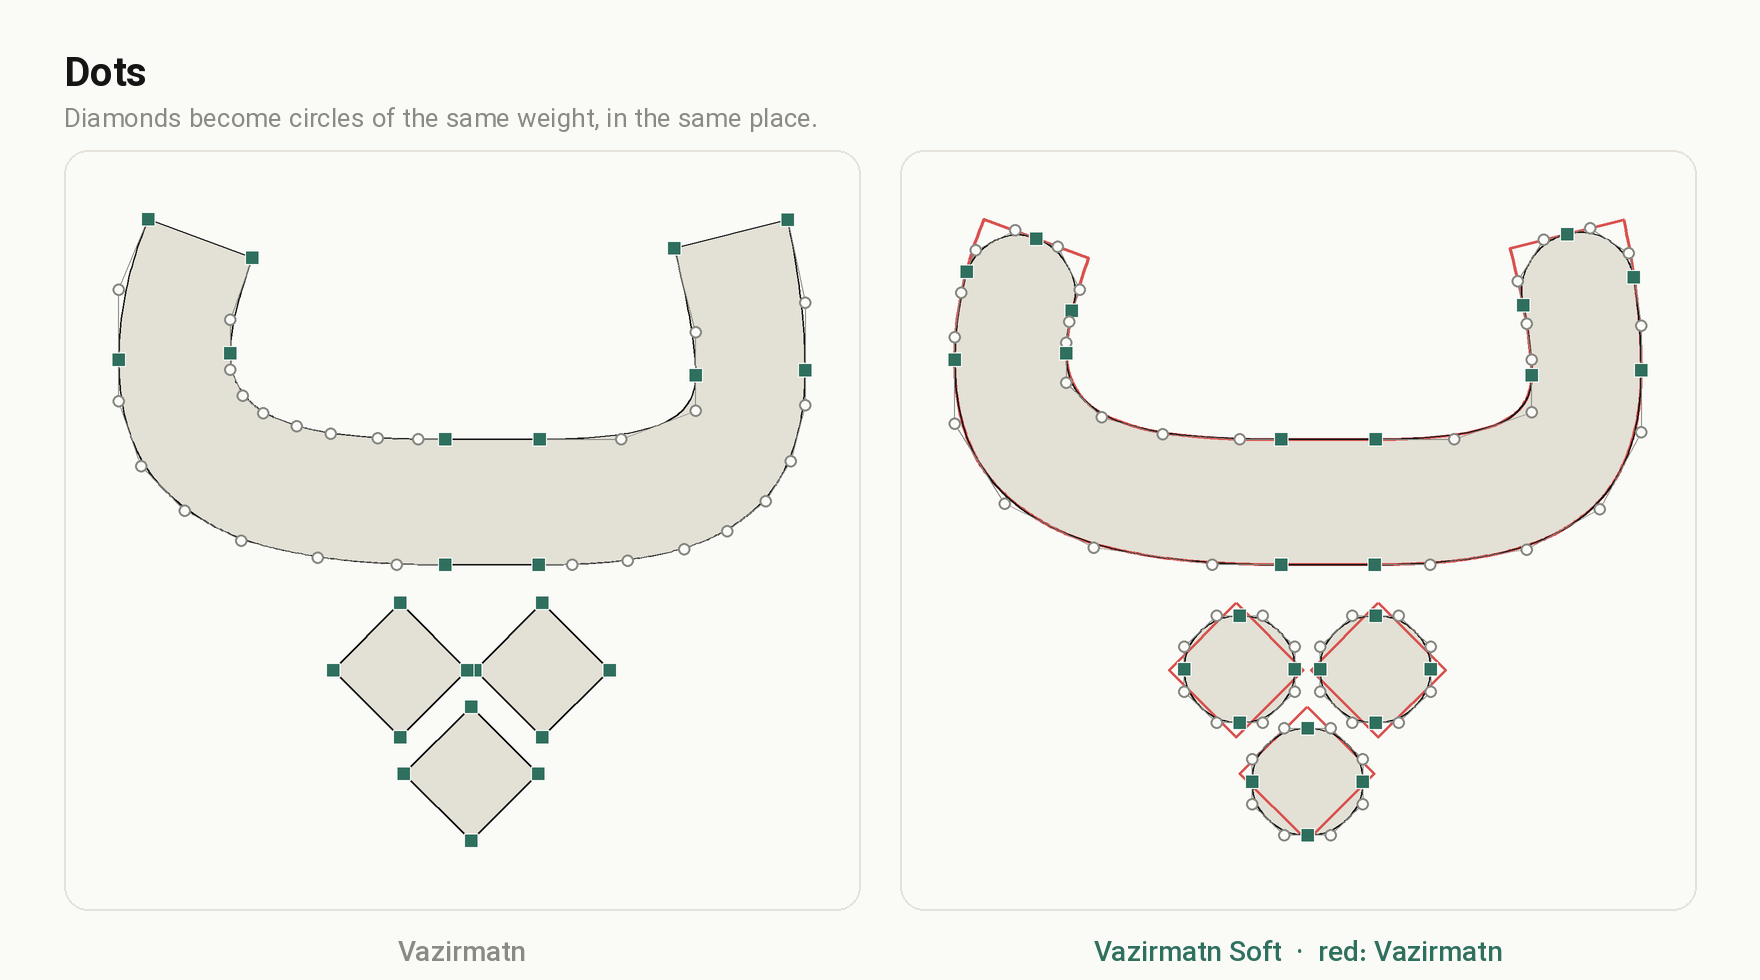 Dots
Diamonds become circles of the same weight, in the same place.
Vazirmatn
Vazirmatn Soft · red: Vazirmatn